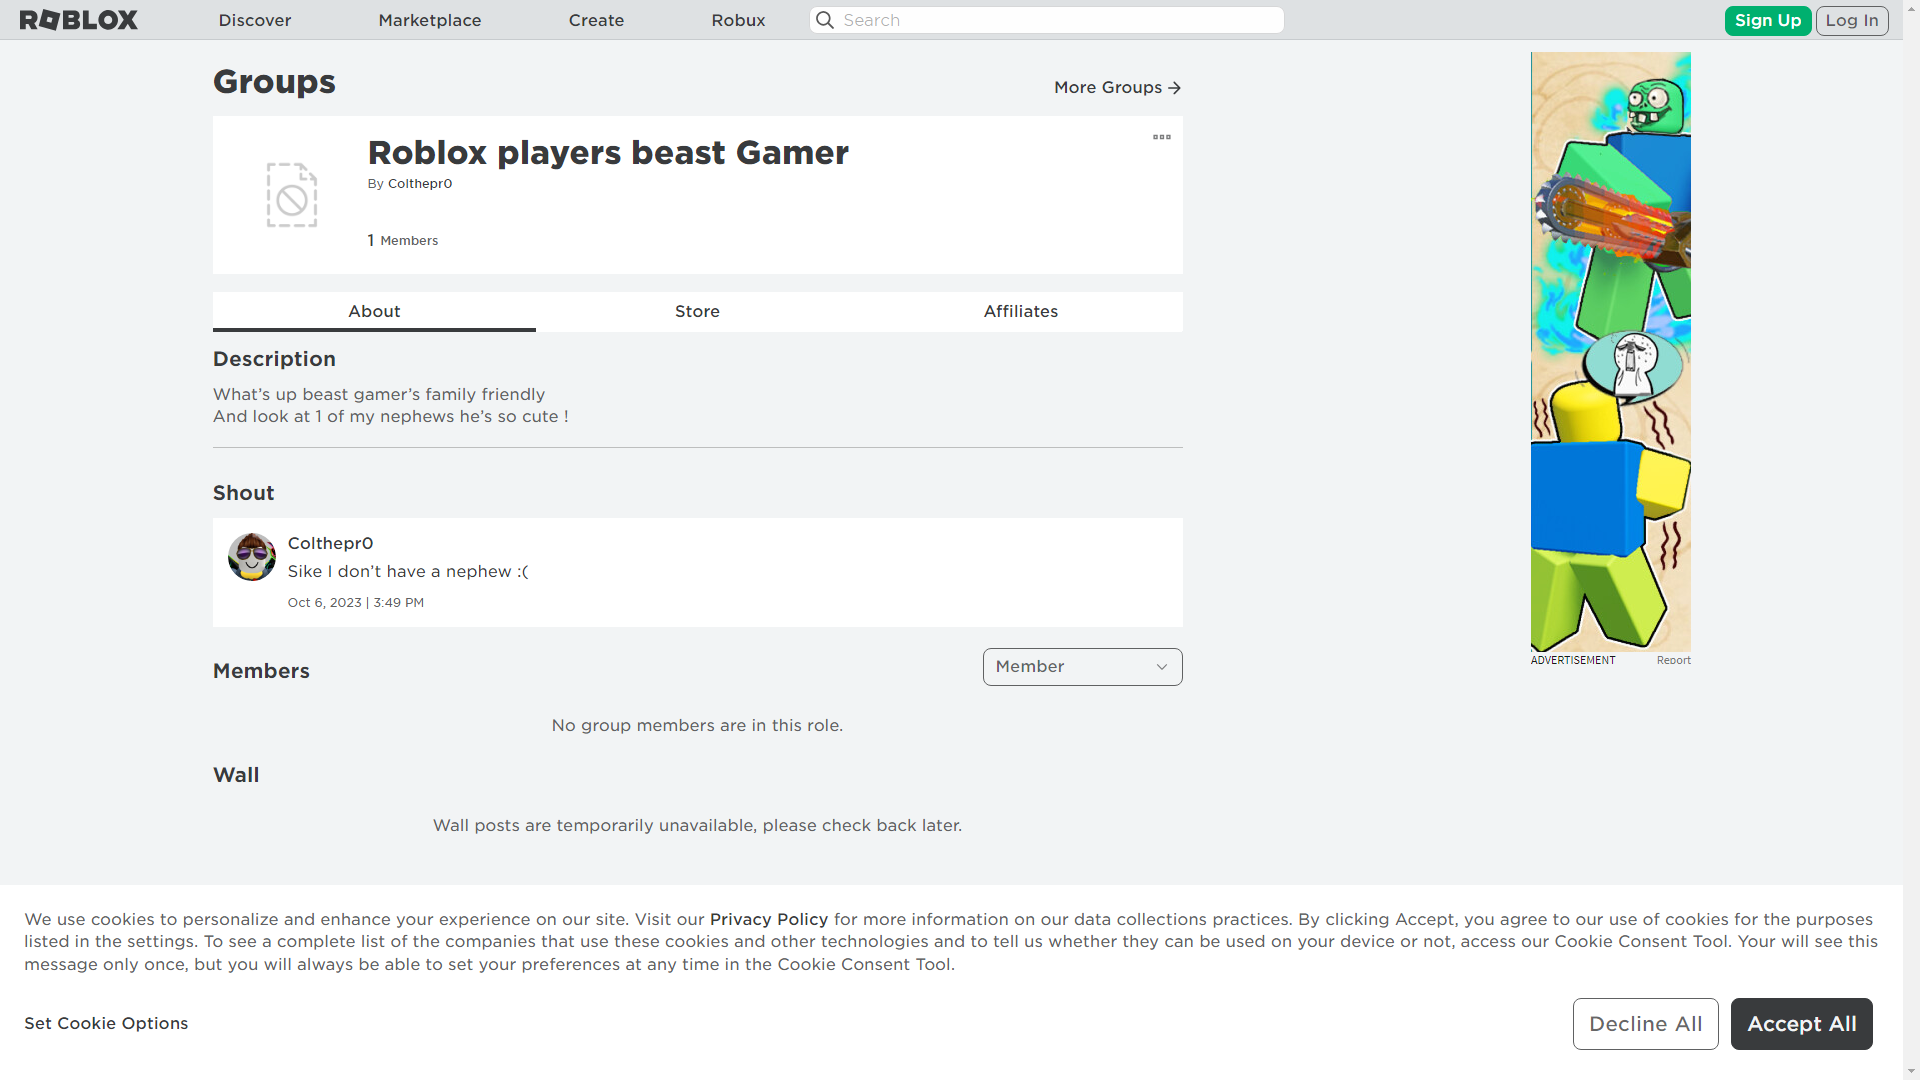 ROBLOX
Discover
Marketplace
Create
Robux
Search
Sign Up
Log In
Groups
More Groups
Roblox players beast Gamer
By Colthepr0
1 Members
About
Store
Affiliates
Description
What’s up beast gamer’s family friendly
And look at 1 of my nephews he’s so cute !
Shout
Colthepr0
Sike I don’t have a nephew :(
Oct 6, 2023 | 3:49 PM
Members
Member
No group members are in this role.
Wall
Wall posts are temporarily unavailable, please check back later.
ADVERTISEMENT
Report
We use cookies to personalize and enhance your experience on our site. Visit our Privacy Policy for more information on our data collections practices. By clicking Accept, you agree to our use of cookies for the purposes
listed in the settings. To see a complete list of the companies that use these cookies and other technologies and to tell us whether they can be used on your device or not, access our Cookie Consent Tool. Your will see this
message only once, but you will always be able to set your preferences at any time in the Cookie Consent Tool.
Set Cookie Options
Decline All
Accept All